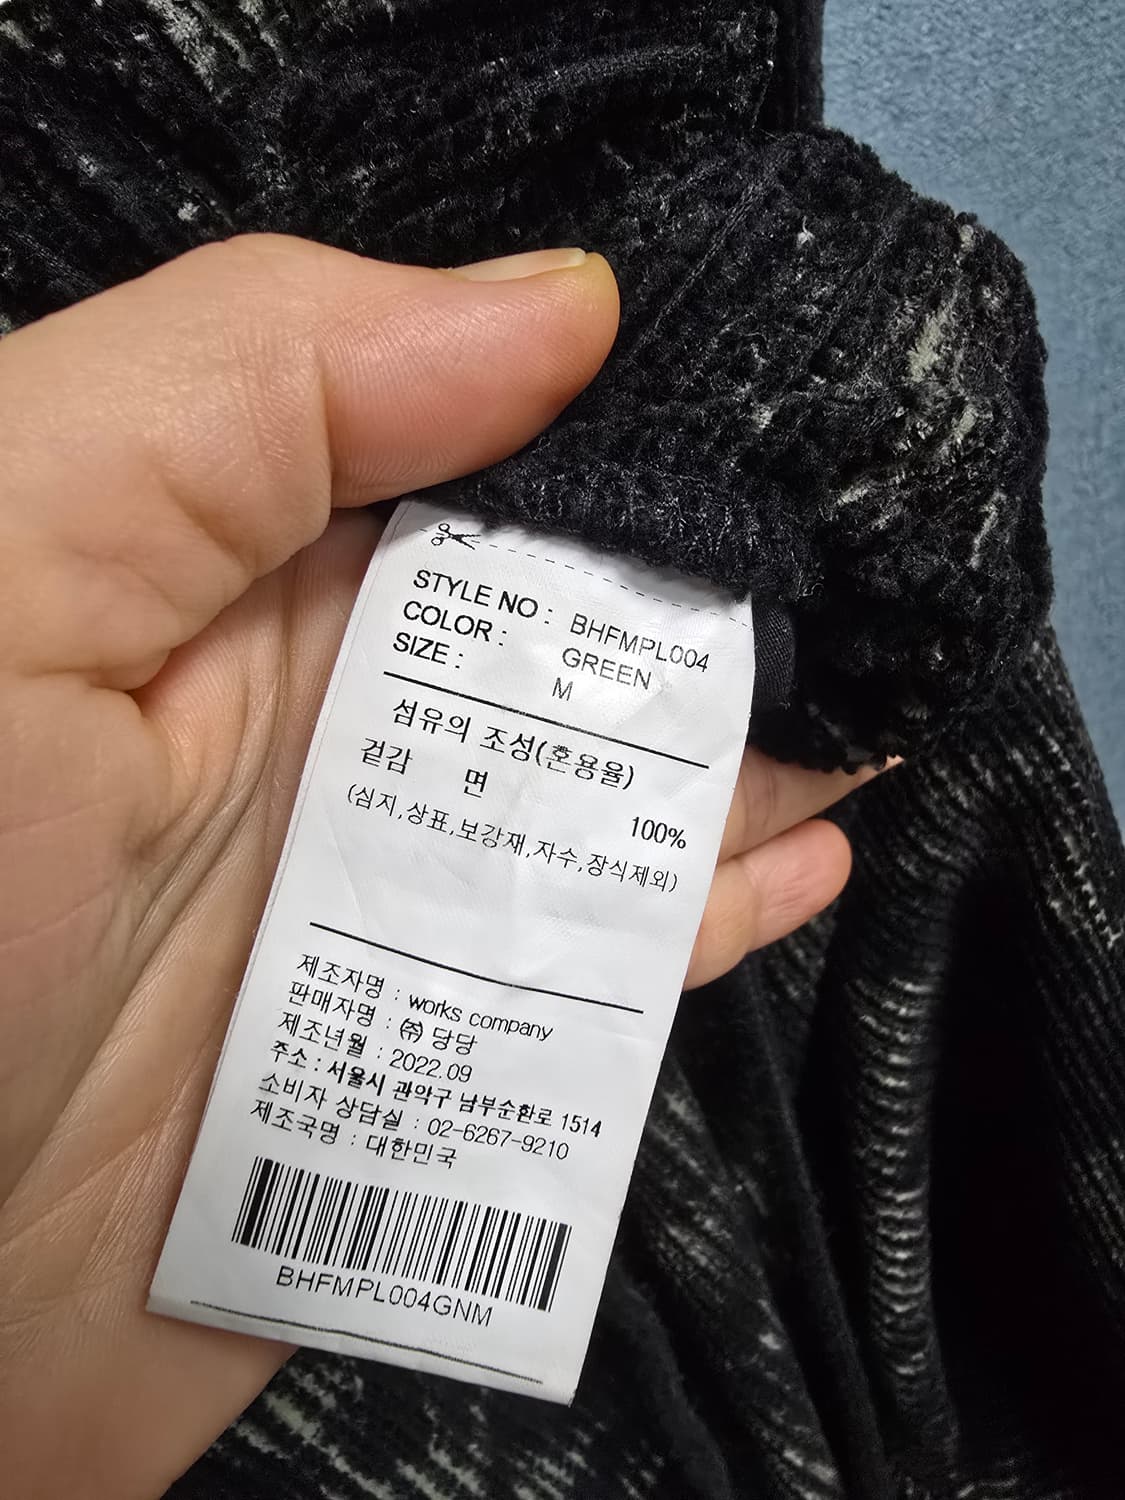 STYLE NO : BHFMPL004
COLOR : GREEN
SIZE : M
섬유의 조성(혼용율)
겉감 면 100%
(심지,상표,보강재,자수,장식제외)
제조자명 : works company
판매자명 : ㈜ 당당
제조년월 : 2022.09
주소 : 서울시 관악구 남부순환로 1514
소비자 상담실 : 02-6267-9210
제조국명 : 대한민국
BHFMPL004GNM